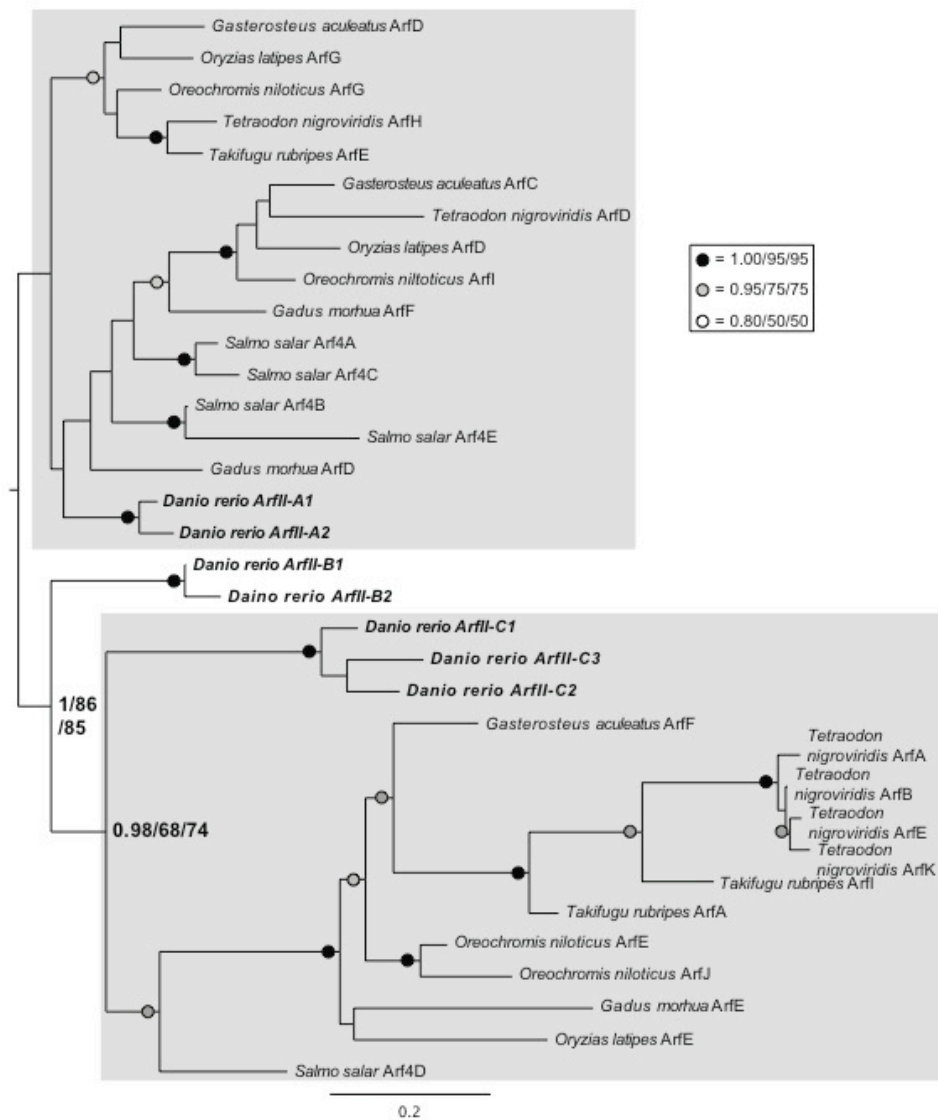 Gasterosteus aculeatus ArfD
Oryzias latipes ArfG
Oreochromis niloticus ArfG
Tetraodon nigroviridis ArfH
Takifugu rubripes ArfE
Gasterosteus aculeatus ArfC
Tetraodon nigroviridis ArfD
Oryzias latipes ArfD
Oreochromis niltoticus ArfI
Gadus morhua ArfF
Salmo salar Arf4A
Salmo salar Arf4C
Salmo salar Arf4B
Salmo salar Arf4E
Gadus morhua ArfD
Danio rerio ArfII-A1
Danio rerio ArfII-A2
= 1.00/95/95
= 0.95/75/75
= 0.80/50/50
Danio rerio ArfII-B1
Daino rerio ArfII-B2
Danio rerio ArfII-C1
Danio rerio ArfII-C3
Danio rerio ArfII-C2
1/86
/85
Gasterosteus aculeatus ArfF
Tetraodon
nigroviridis ArfA
Tetraodon
nigroviridis ArfB
Tetraodon
nigroviridis ArfE
Tetraodon
nigroviridis ArfK
0.98/68/74
Takifugu rubripes ArfI
Takifugu rubripes ArfA
Oreochromis niloticus ArfE
Oreochromis niloticus ArfJ
Gadus morhua ArfE
Oryzias latipes ArfE
Salmo salar Arf4D
0.2